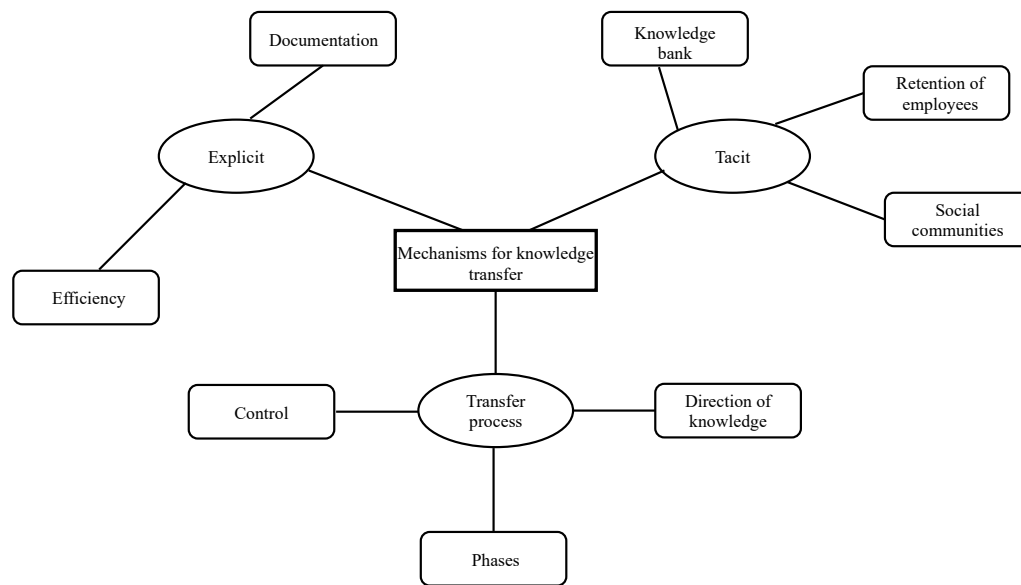 Documentation
Knowledge
bank
Retention of
employees
Explicit
Tacit
Social
communities
Mechanisms for knowledge
transfer
Efficiency
Control
Transfer
process
Direction of
knowledge
Phases